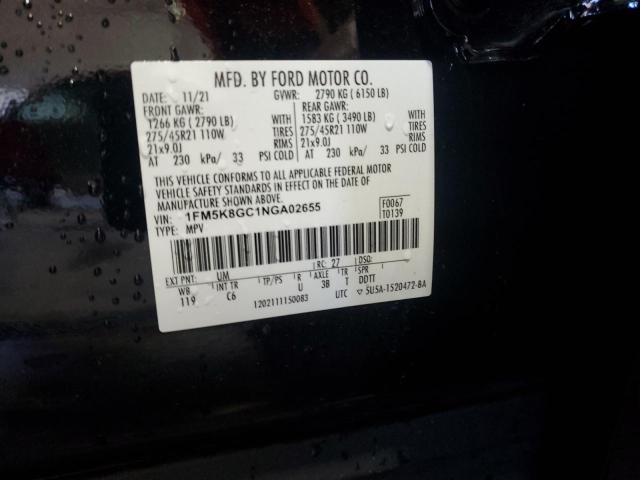 MFD. BY FORD MOTOR CO.
DATE: 11/21 GVWR: 2790 KG ( 6150 LB)
FRONT GAWR: REAR GAWR:
1266 KG ( 2790 LB) WITH 1583 KG ( 3490 LB) WITH
275/45R21 110W TIRES 275/45R21 110W TIRES
21x9.0J RIMS 21x9.0J RIMS
AT 230 kPa/ 33 PSI COLD AT 230 kPa/ 33 PSI COLD
THIS VEHICLE CONFORMS TO ALL APPLICABLE FEDERAL MOTOR
VEHICLE SAFETY STANDARDS IN EFFECT ON THE DATE OF
MANUFACTURE SHOWN ABOVE.
VIN: 1FM5K8GC1NGA02655 F0067
TYPE: MPV T0139
EXT PNT: UM RC: 27 DSO:
WB INT TR TP/PS R AXLE TR SPR
119 C6 U 3B T DDTT
1202111150083 UTC ▽ 5U5A-1520472-BA